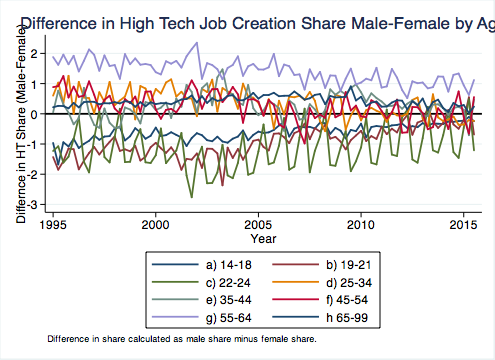 Difference in High Tech Job Creation Share Male-Female by Ag
Differnce in HT Share (Male-Female)
2
1
0
-1
-2
-3
1995 2000 2005 2010 2015
Year
a) 14-18 b) 19-21
c) 22-24 d) 25-34
e) 35-44 f) 45-54
g) 55-64 h 65-99
Difference in share calculated as male share minus female share.